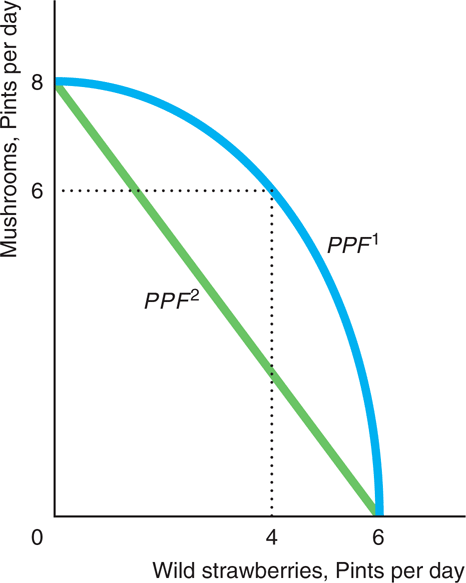 Mushrooms, Pints per day
8
6
PPF¹
PPF²
0
4
6
Wild strawberries, Pints per day